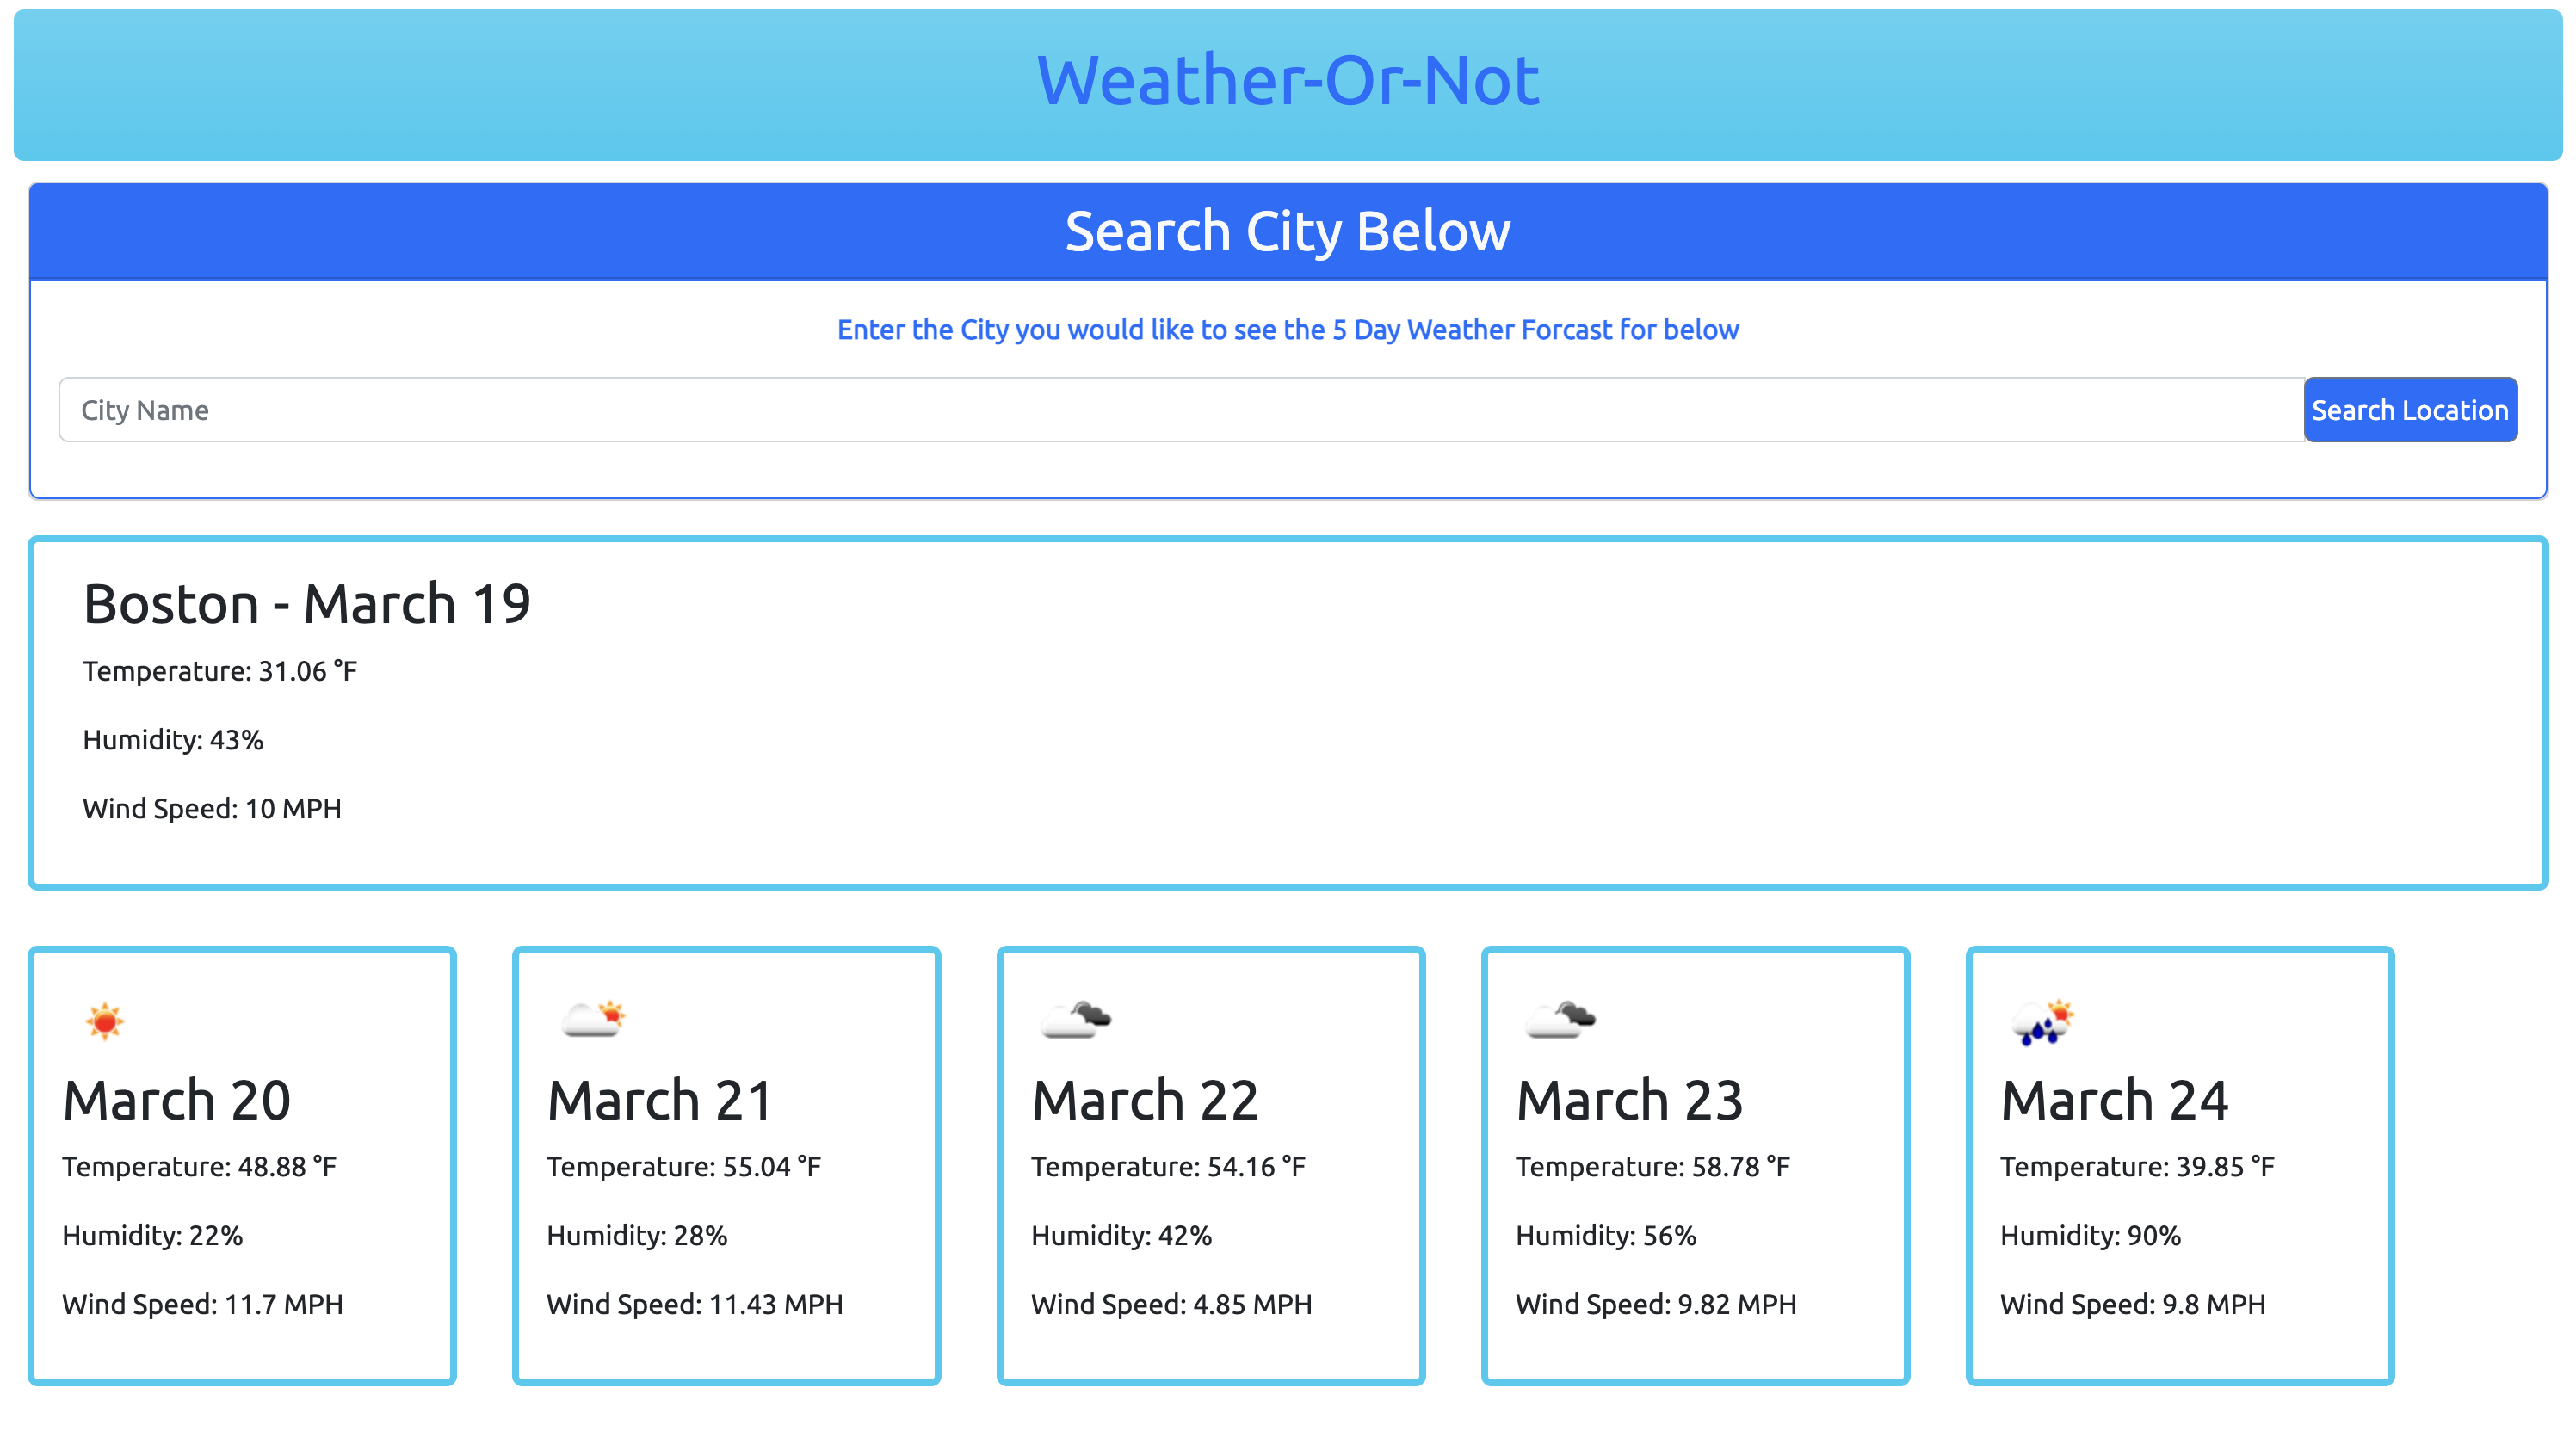 Weather-Or-Not
Search City Below
Enter the City you would like to see the 5 Day Weather Forcast for below
City Name
Search Location
Boston - March 19
Temperature: 31.06 °F
Humidity: 43%
Wind Speed: 10 MPH
March 20
Temperature: 48.88 °F
Humidity: 22%
Wind Speed: 11.7 MPH
March 21
Temperature: 55.04 °F
Humidity: 28%
Wind Speed: 11.43 MPH
March 22
Temperature: 54.16 °F
Humidity: 42%
Wind Speed: 4.85 MPH
March 23
Temperature: 58.78 °F
Humidity: 56%
Wind Speed: 9.82 MPH
March 24
Temperature: 39.85 °F
Humidity: 90%
Wind Speed: 9.8 MPH